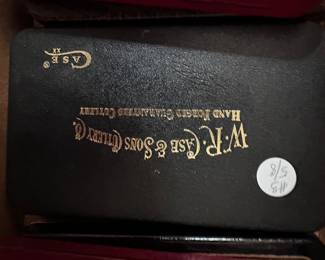 W.R. Case & Sons Cutlery Co.
Hand Forged Guaranteed Cutlery
CASE ®
XX